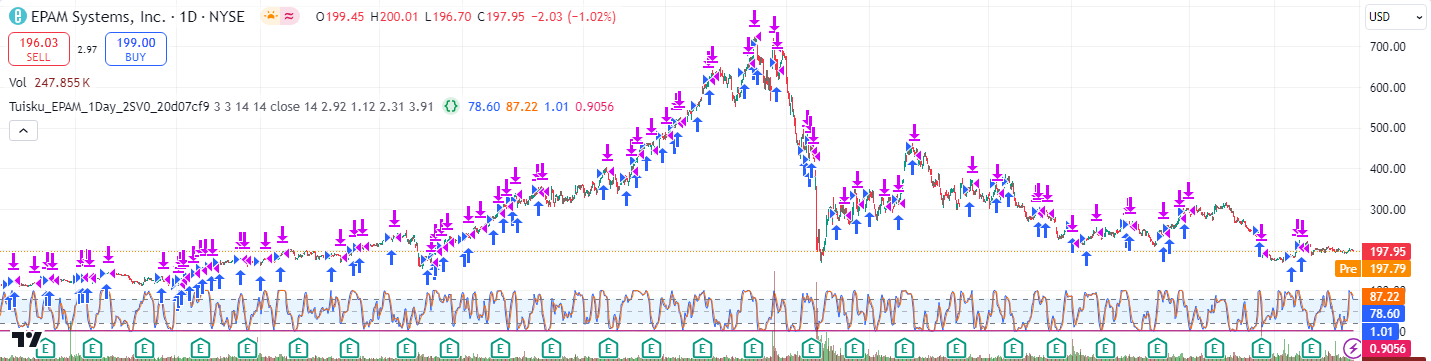 EPAM Systems, Inc. · 1D · NYSE O199.45 H200.01 L196.70 C197.95 −2.03 (−1.02%)
196.03 SELL 2.97 199.00 BUY
Vol 247.855 K
Tuisku_EPAM_1Day_2SV0_20d07cf9 3 3 14 14 close 14 2.92 1.12 2.31 3.91 {} 78.60 87.22 1.01 0.9056
USD
700.00
600.00
500.00
400.00
300.00
197.95
Pre 197.79
87.22
78.60
1.01
0.9056
E E E E E E E E E E E E E E E E E E E E E E E E E E